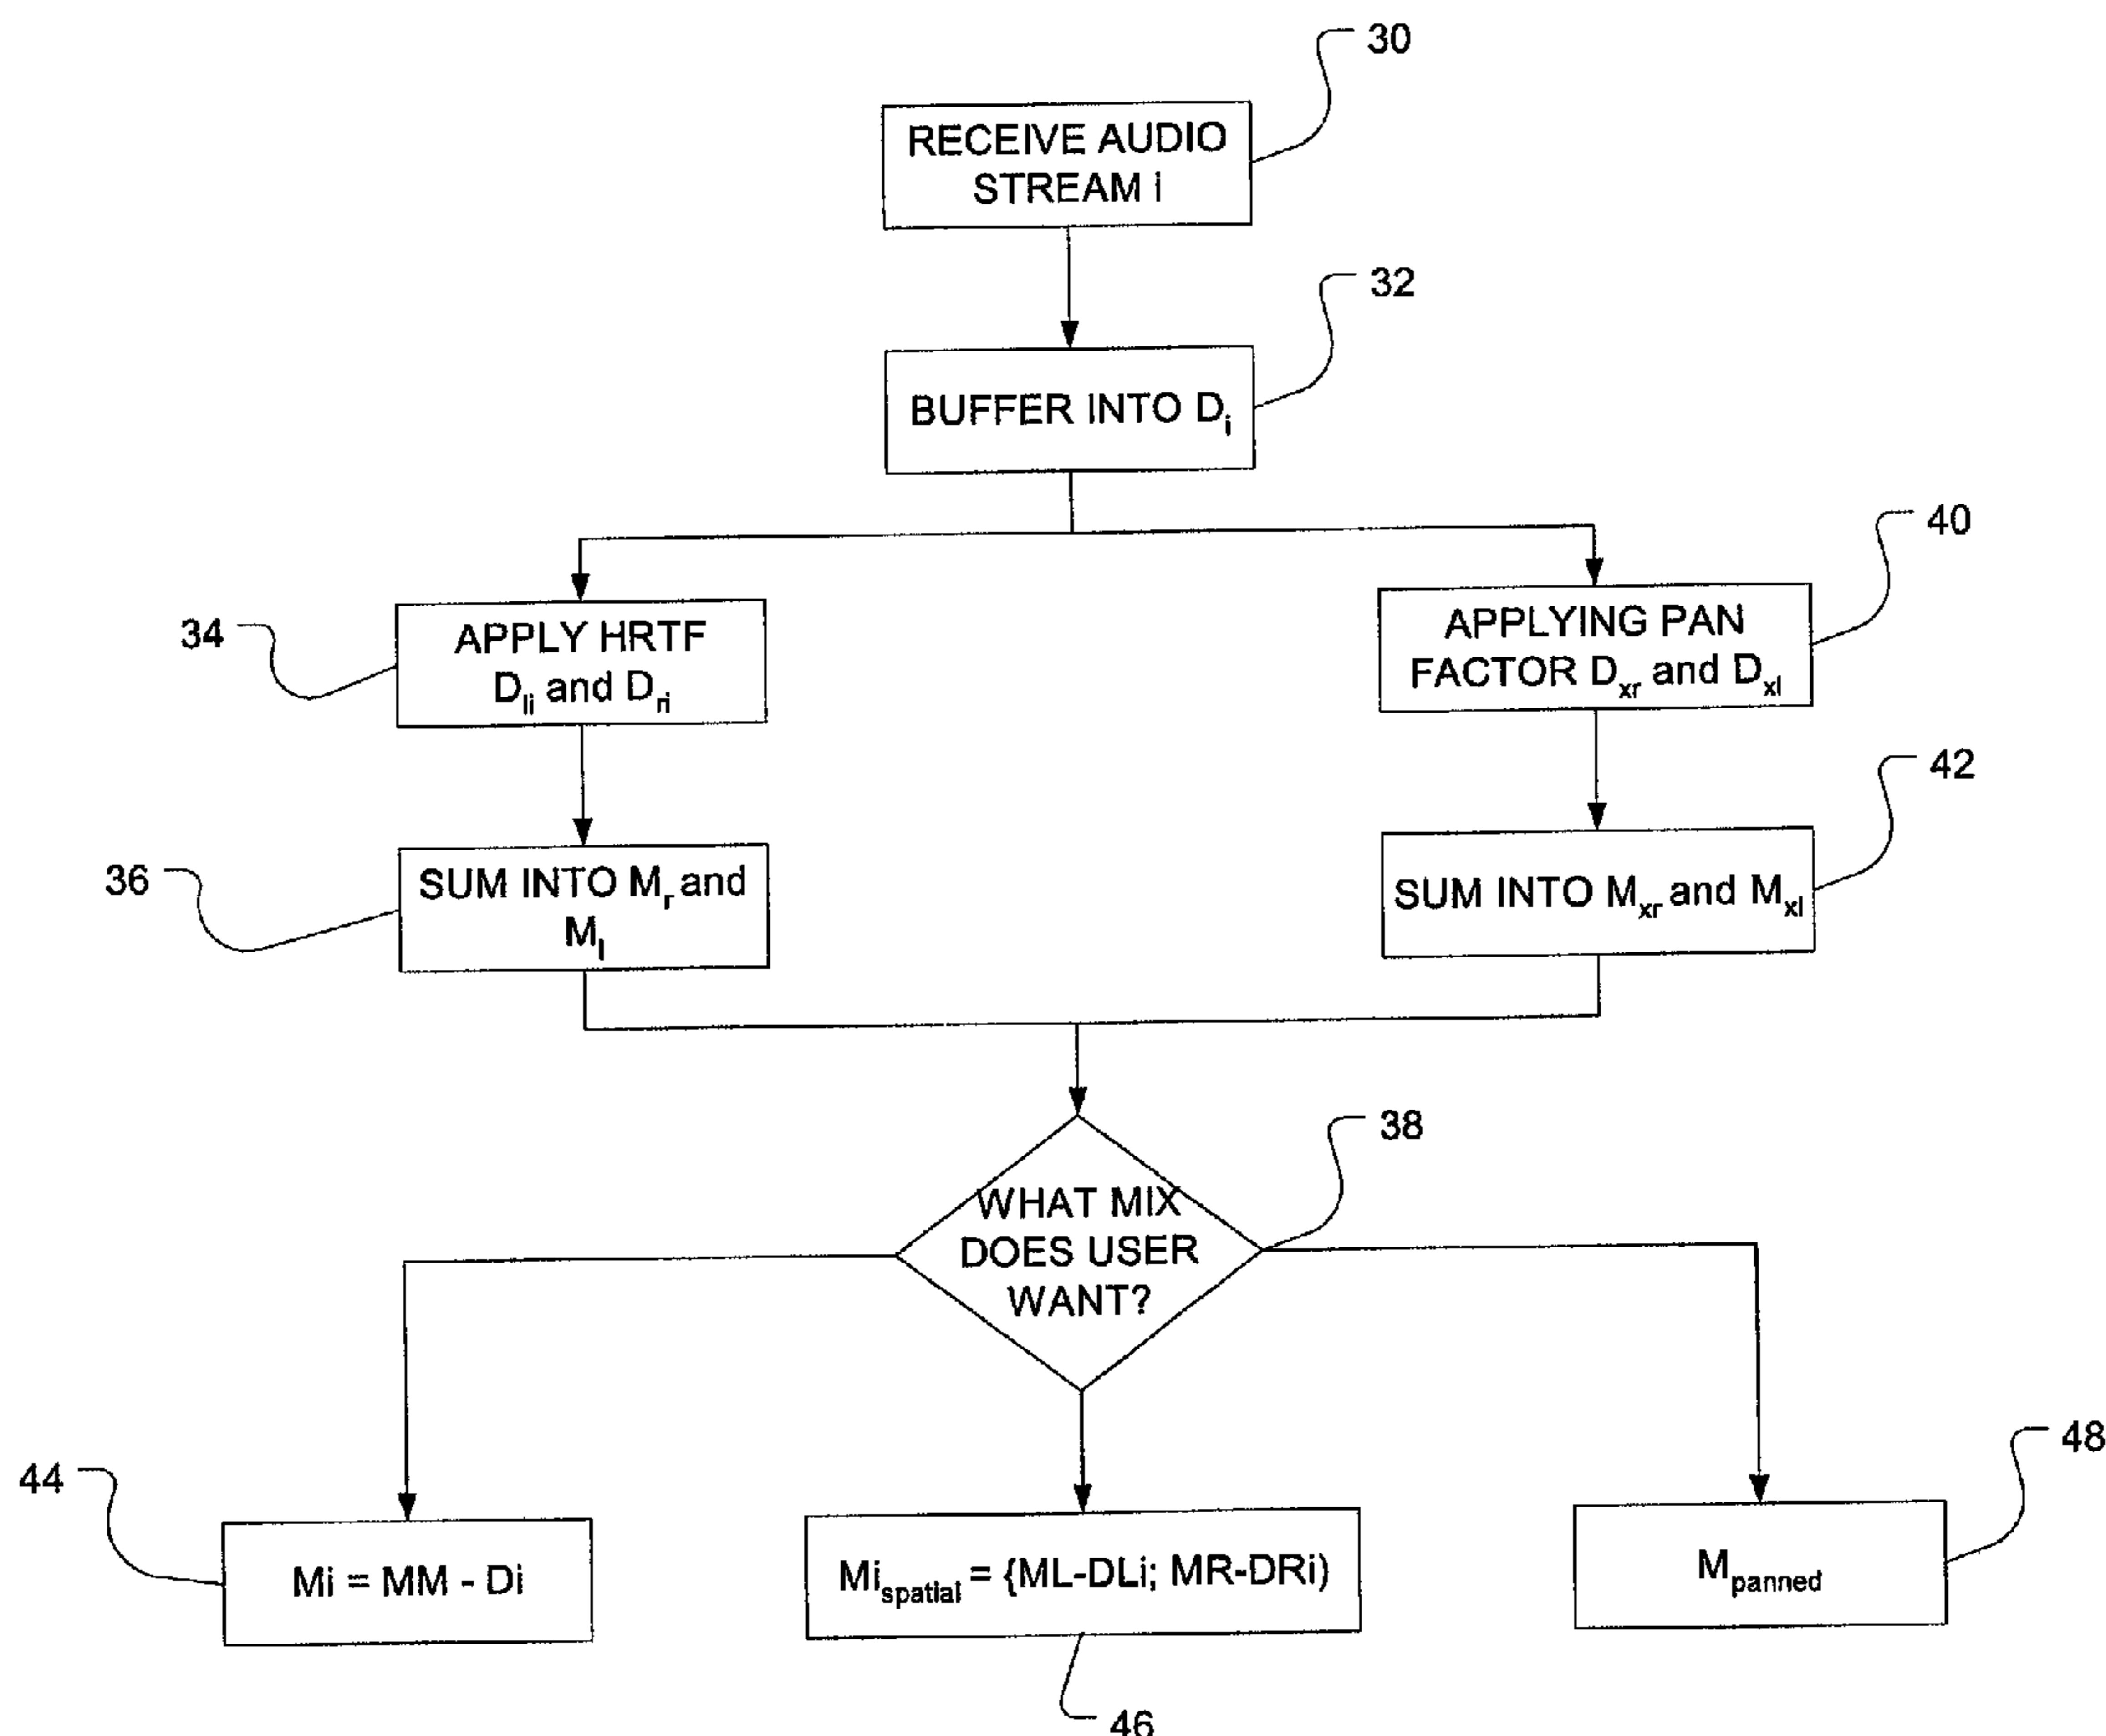 30
RECEIVE AUDIO
STREAM i
32
BUFFER INTO Di
40
34
APPLY HRTF
Dli and Dri
APPLYING PAN
FACTOR Dxr and Dxl
42
36
SUM INTO Mr and
Ml
SUM INTO Mxr and Mxl
38
WHAT MIX
DOES USER
WANT?
48
44
Mi = MM - Di
Mispatial = {ML-DLi; MR-DRi)
Mpanned
46